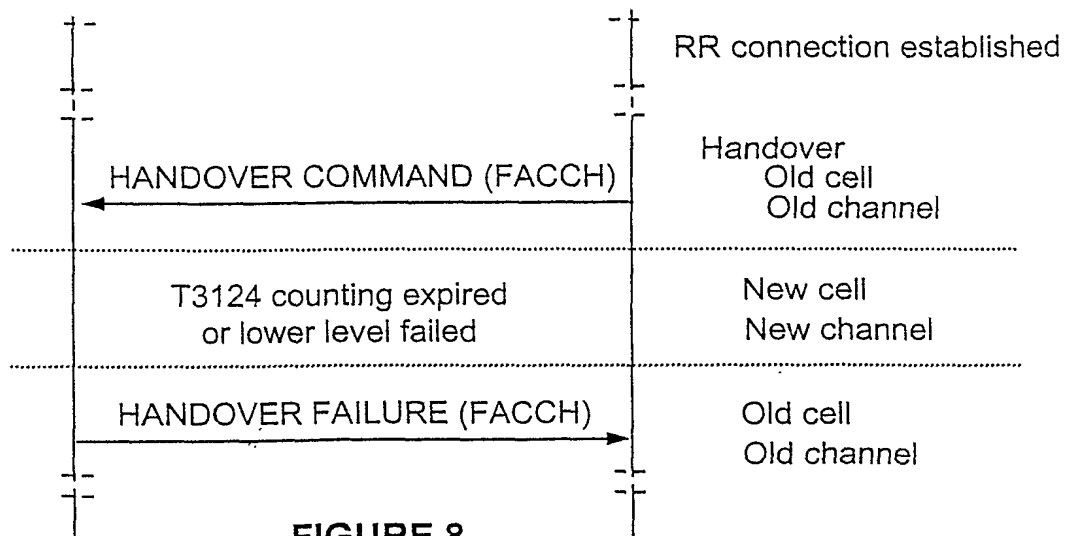 RR connection established
Handover
HANDOVER COMMAND (FACCH)
Old cell
Old channel
T3124 counting expired
or lower level failed
New cell
New channel
HANDOVER FAILURE (FACCH)
Old cell
Old channel
FIGURE 8